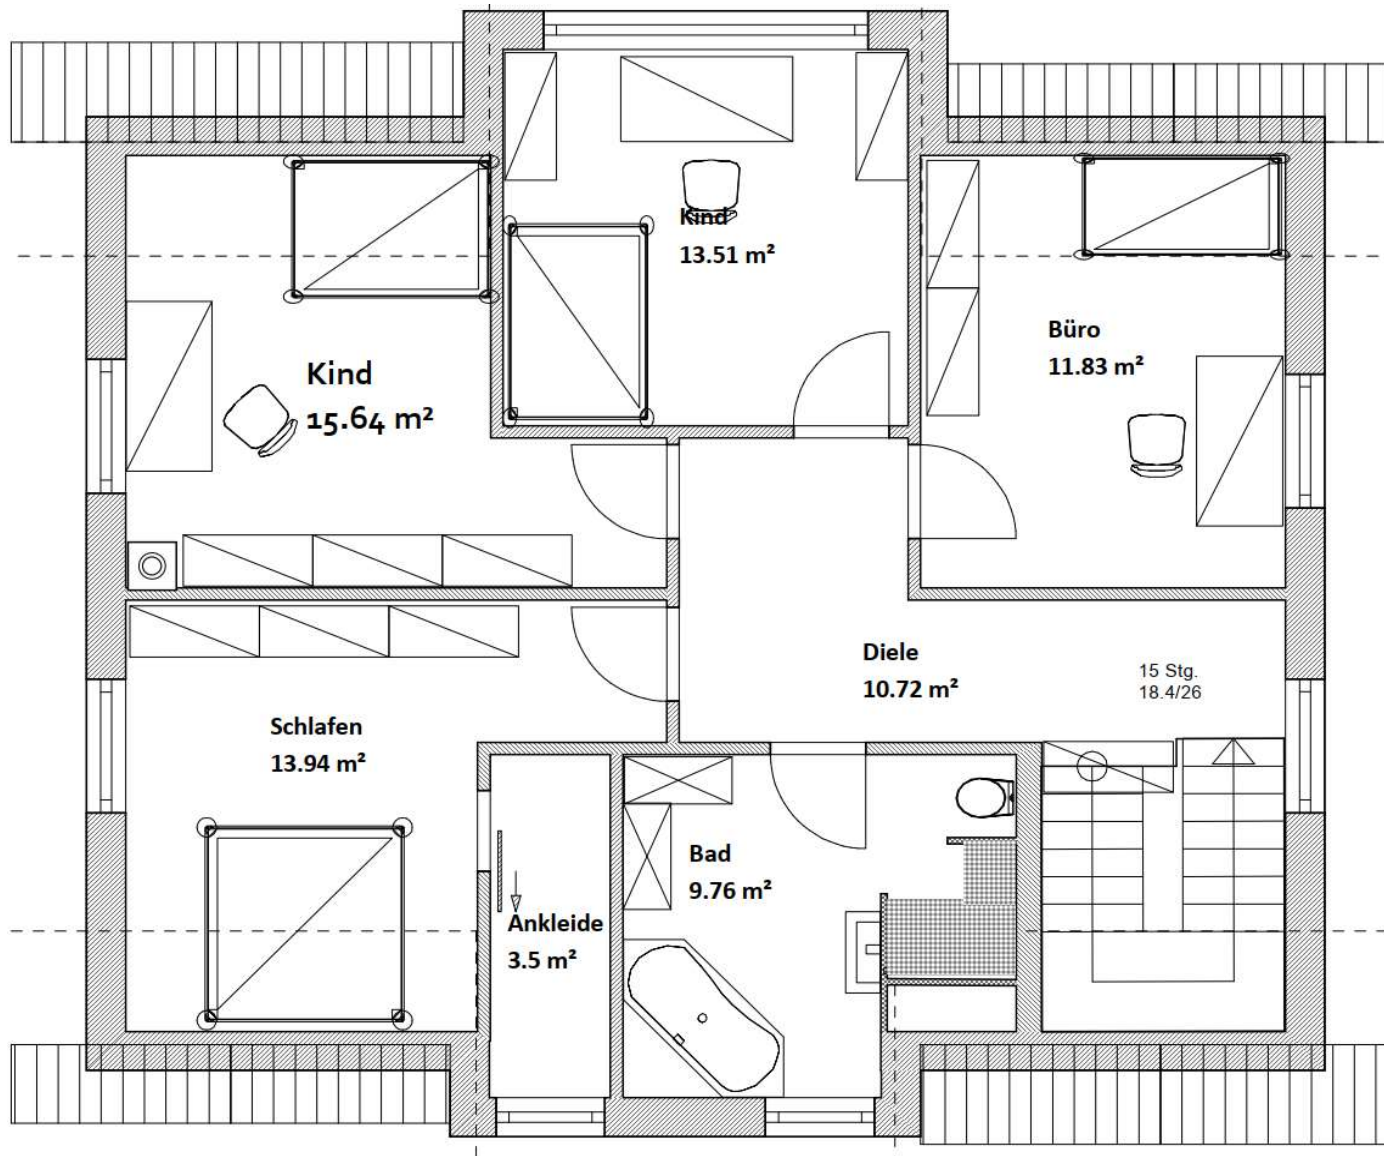 Kind
13.51 m²
Büro
11.83 m²
Kind
15.64 m²
Diele
10.72 m²
15 Stg.
18.4/26
Schlafen
13.94 m²
Bad
9.76 m²
Ankleide
3.5 m²